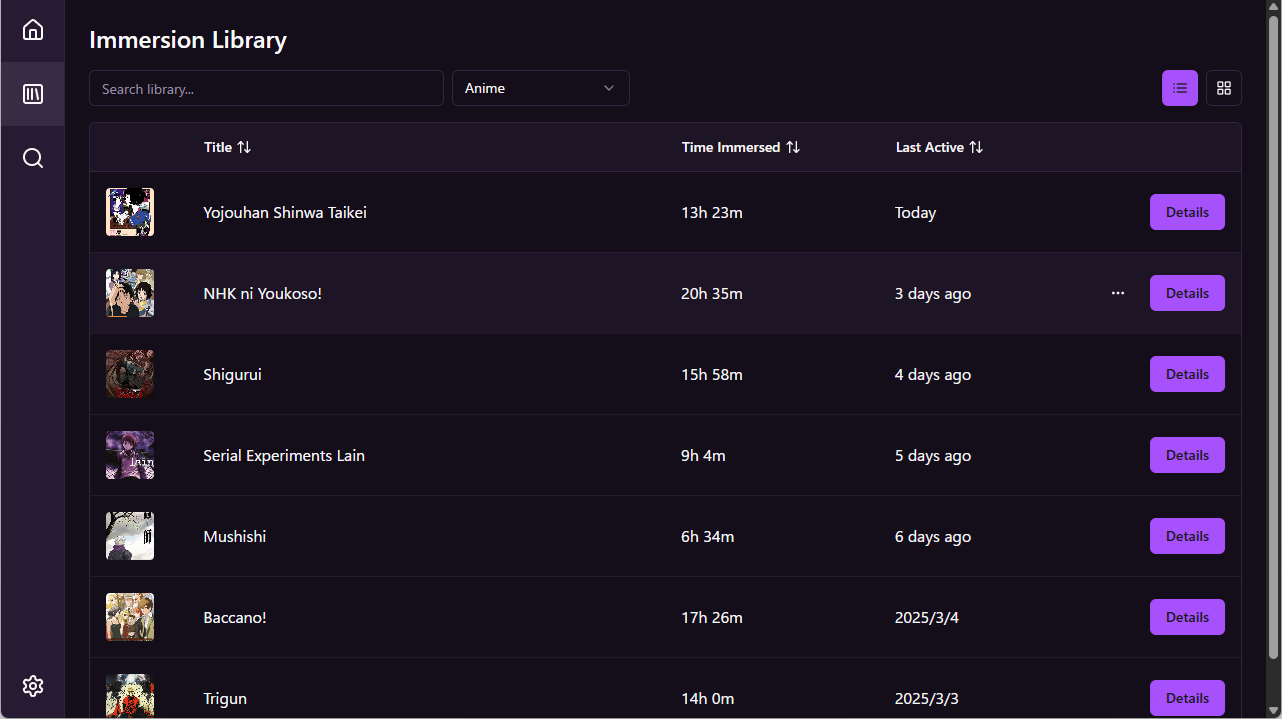 Immersion Library
Search library...
Anime
Title
Time Immersed
Last Active
Yojouhan Shinwa Taikei
13h 23m
Today
Details
NHK ni Youkoso!
20h 35m
3 days ago
Details
Shigurui
15h 58m
4 days ago
Details
Serial Experiments Lain
9h 4m
5 days ago
Details
lain
Mushishi
6h 34m
6 days ago
Details
Baccano!
17h 26m
2025/3/4
Details
Trigun
14h 0m
2025/3/3
Details